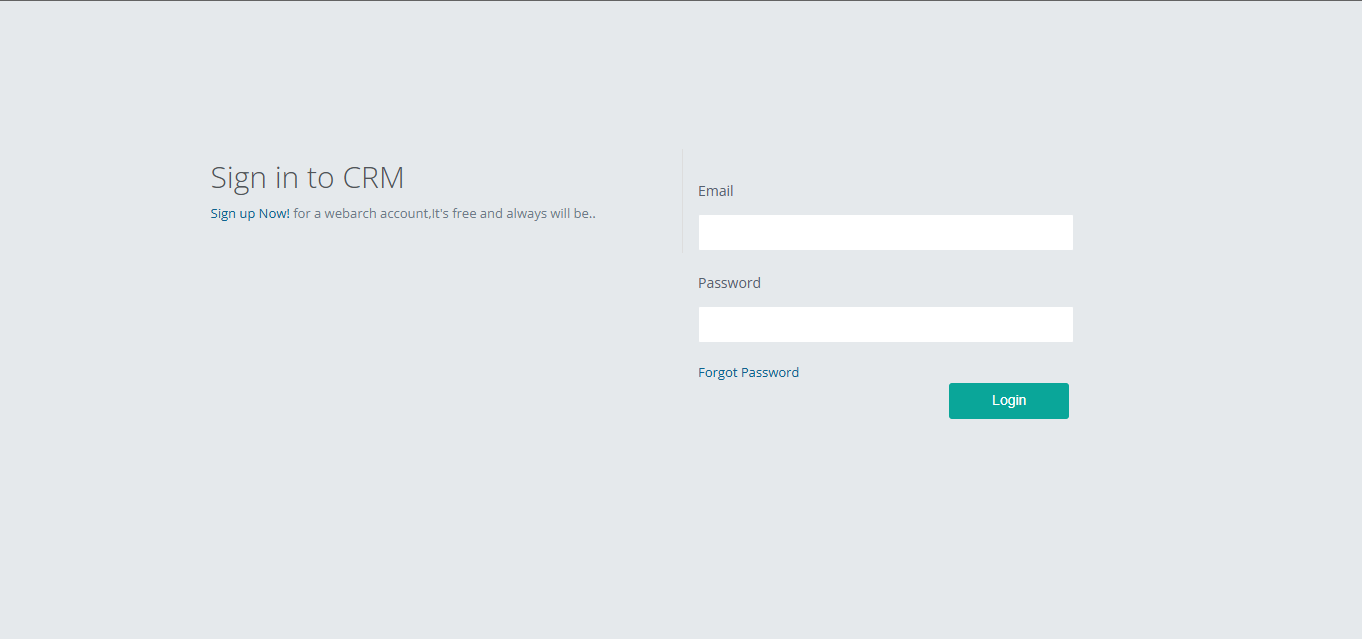 Sign in to CRM
Sign up Now! for a webarch account,It's free and always will be..
Email
Password
Forgot Password
Login